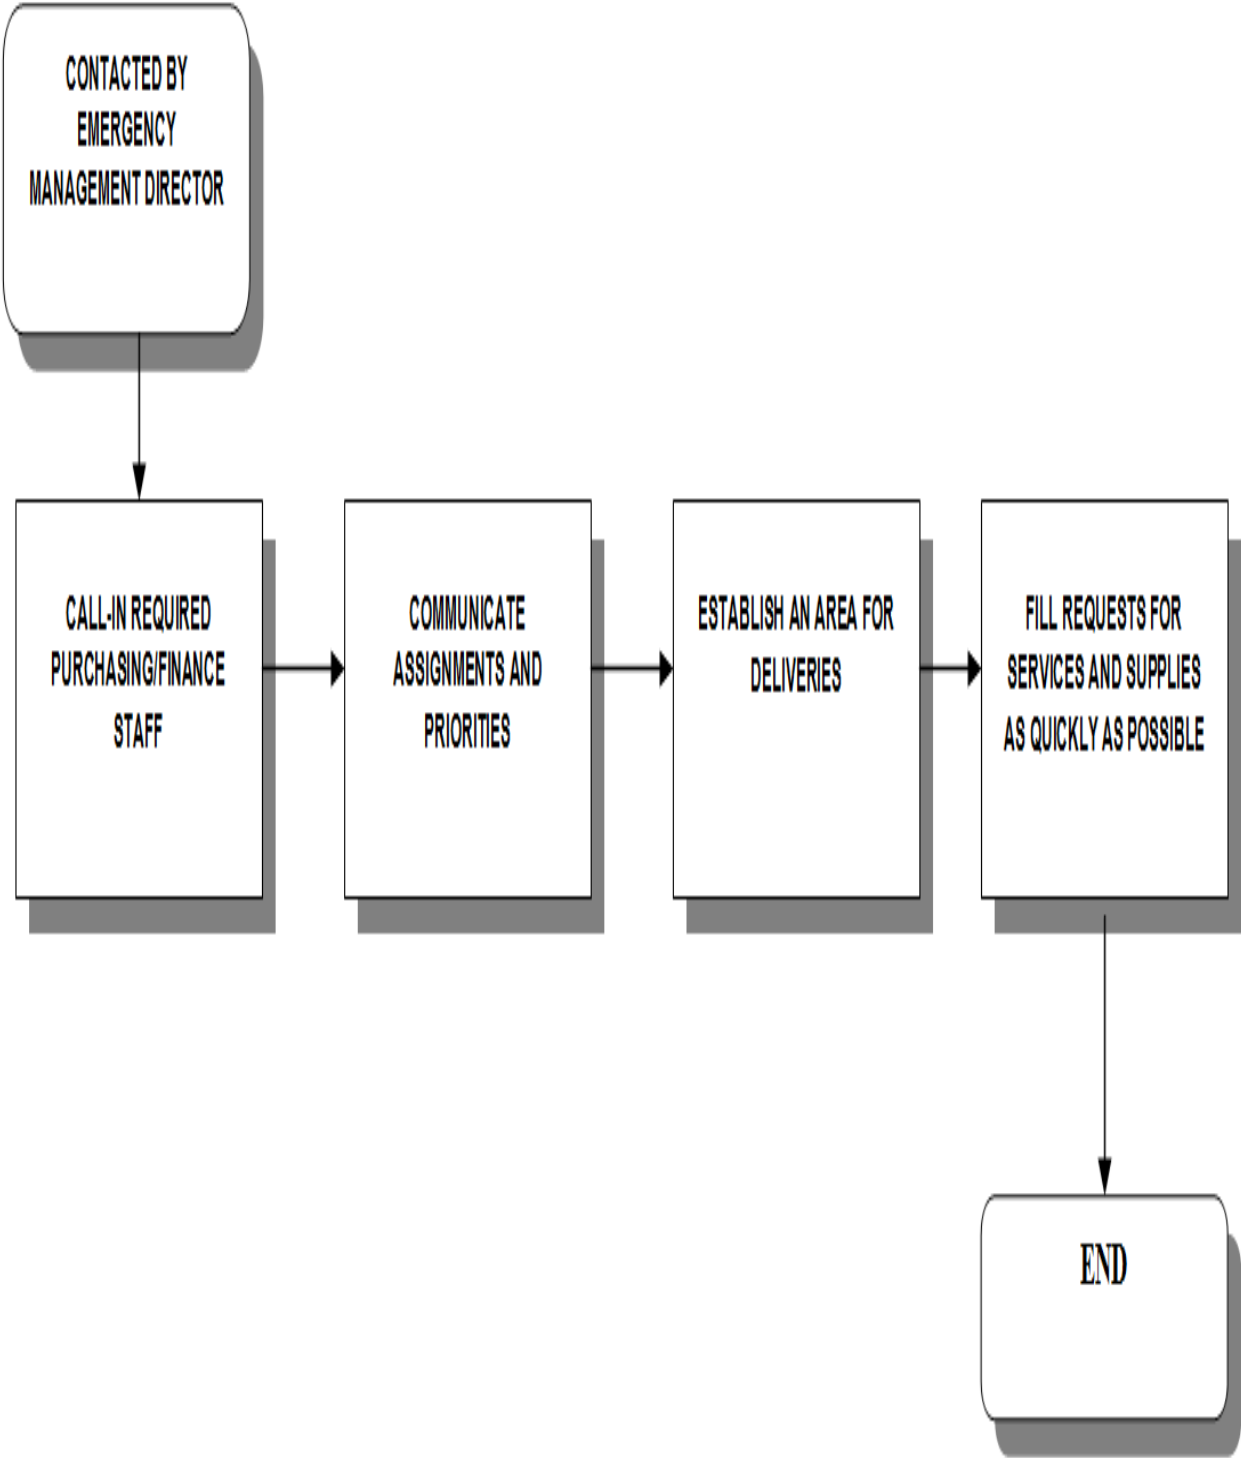 CONTACTED BY
EMERGENCY
MANAGEMENT DIRECTOR
CALL-IN REQUIRED
PURCHASING/FINANCE
STAFF
COMMUNICATE
ASSIGNMENTS AND
PRIORITIES
ESTABLISH AN AREA FOR
DELIVERIES
FILL REQUESTS FOR
SERVICES AND SUPPLIES
AS QUICKLY AS POSSIBLE
END